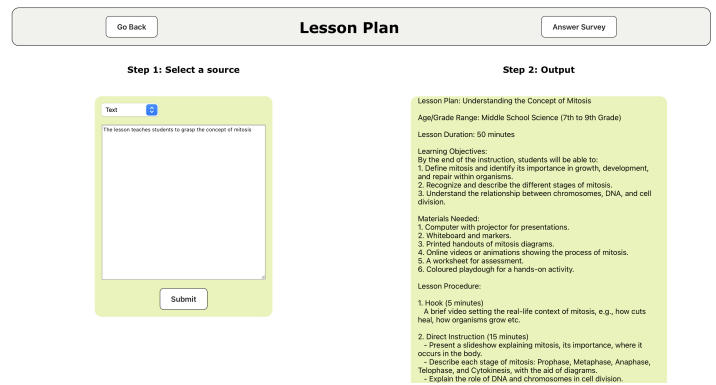 Go Back
Lesson Plan
Answer Survey
Step 1: Select a source
Text
The lesson teaches students to grasp the concept of mitosis
Submit
Step 2: Output
Lesson Plan: Understanding the Concept of Mitosis
Age/Grade Range: Middle School Science (7th to 9th Grade)
Lesson Duration: 50 minutes
Learning Objectives:
By the end of the instruction, students will be able to:
1. Define mitosis and identify its importance in growth, development,
and repair within organisms.
2. Recognize and describe the different stages of mitosis.
3. Understand the relationship between chromosomes, DNA, and cell
division.
Materials Needed:
1. Computer with projector for presentations.
2. Whiteboard and markers.
3. Printed handouts of mitosis diagrams.
4. Online videos or animations showing the process of mitosis.
5. A worksheet for assessment.
6. Coloured playdough for a hands-on activity.
Lesson Procedure:
1. Hook (5 minutes)
A brief video setting the real-life context of mitosis, e.g., how cuts
heal, how organisms grow etc.
2. Direct Instruction (15 minutes)
- Present a slideshow explaining mitosis, its importance, where it
occurs in the body.
- Describe each stage of mitosis: Prophase, Metaphase, Anaphase,
Telophase, and Cytokinesis, with the aid of diagrams.
- Explain the role of DNA and chromosomes in cell division.